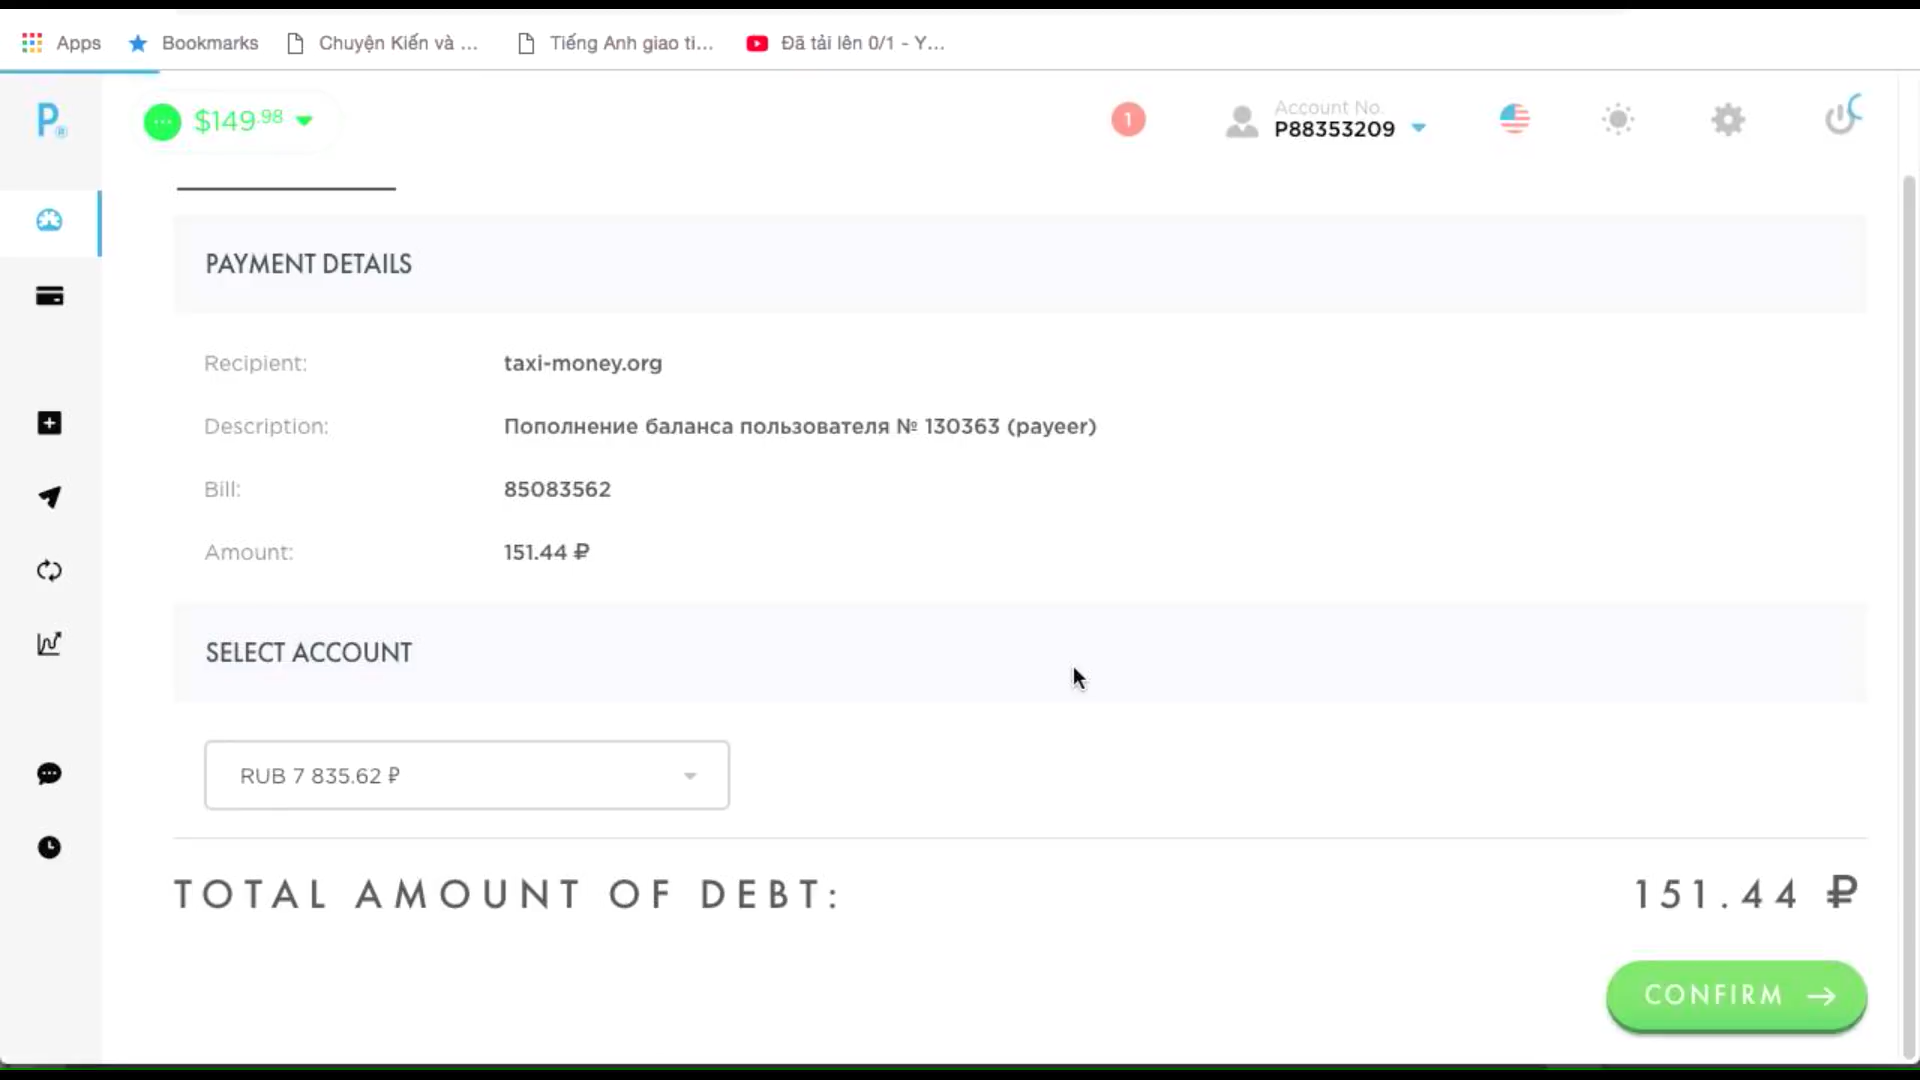 Apps
Bookmarks
Chuyện Kiến và ...
Tiếng Anh giao ti...
Đã tải lên 0/1 - Y...
P®
$149.98
1
Account No.
P88353209
PAYMENT DETAILS
Recipient:
taxi-money.org
Description:
Пополнение баланса пользователя № 130363 (payeer)
Bill:
85083562
Amount:
151.44 ₽
SELECT ACCOUNT
RUB 7 835.62 ₽
TOTAL AMOUNT OF DEBT:
151.44 ₽
CONFIRM →